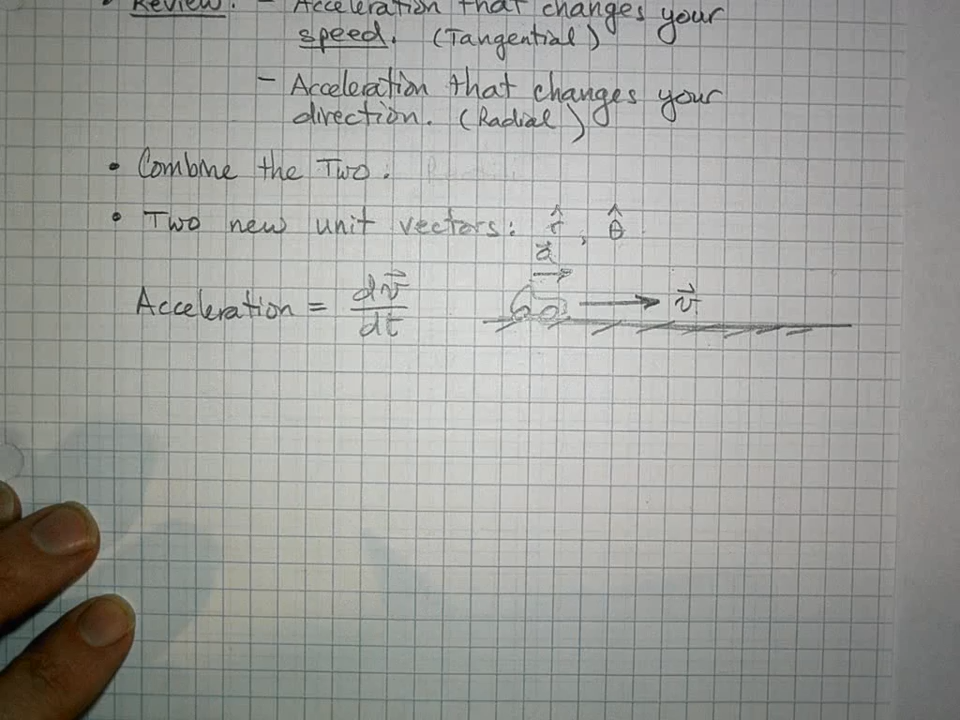 • Review: - Acceleration that changes your
speed. (Tangential)
- Acceleration that changes your
direction. (Radial)
• Combine the Two.
• Two new unit vectors: r̂, θ̂
a⃗
Acceleration = dv⃗/dt v⃗